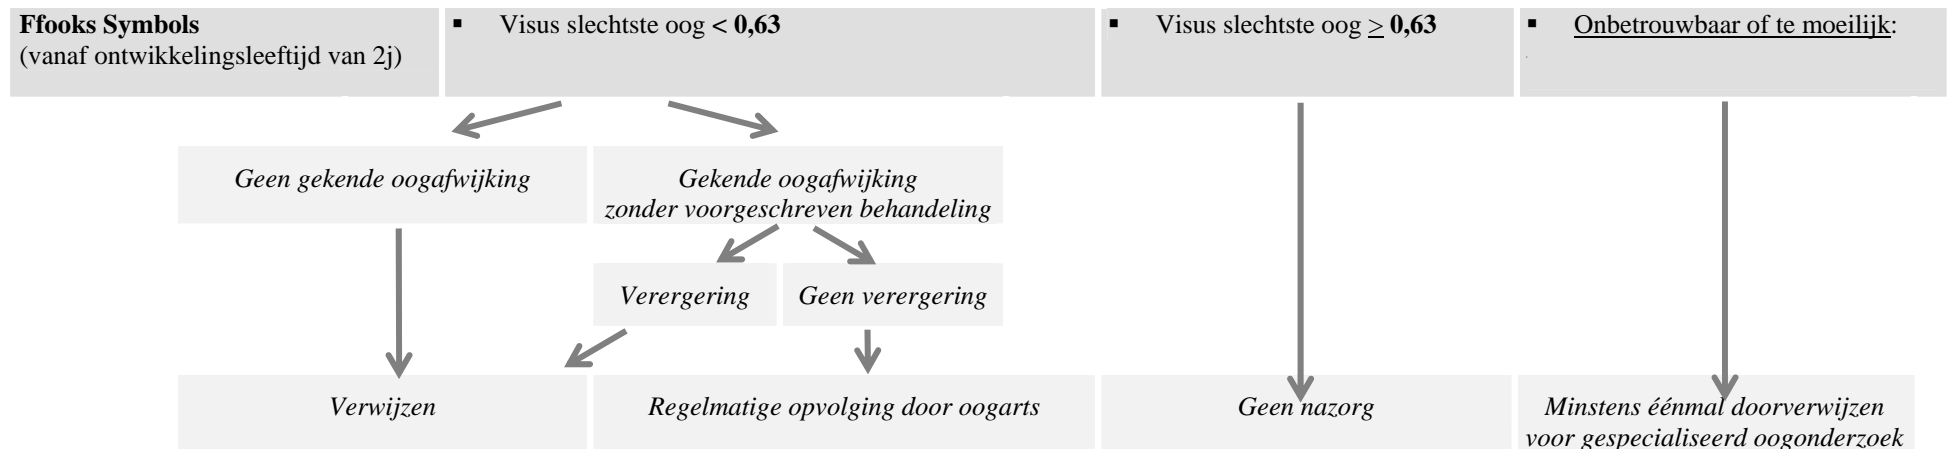 Ffooks Symbols
(vanaf ontwikkelingsleeftijd van 2j)
▪ Visus slechtste oog < 0,63
▪ Visus slechtste oog ≥ 0,63
▪ Onbetrouwbaar of te moeilijk:
Geen gekende oogafwijking
Gekende oogafwijking
zonder voorgeschreven behandeling
Verergering
Geen verergering
Verwijzen
Regelmatige opvolging door oogarts
Geen nazorg
Minstens éénmal doorverwijzen
voor gespecialiseerd oogonderzoek